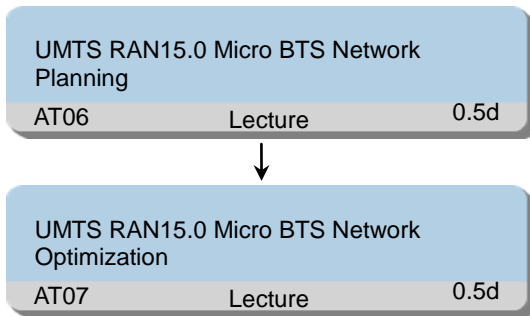 UMTS RAN15.0 Micro BTS Network
Planning
AT06 Lecture 0.5d
UMTS RAN15.0 Micro BTS Network
Optimization
AT07 Lecture 0.5d